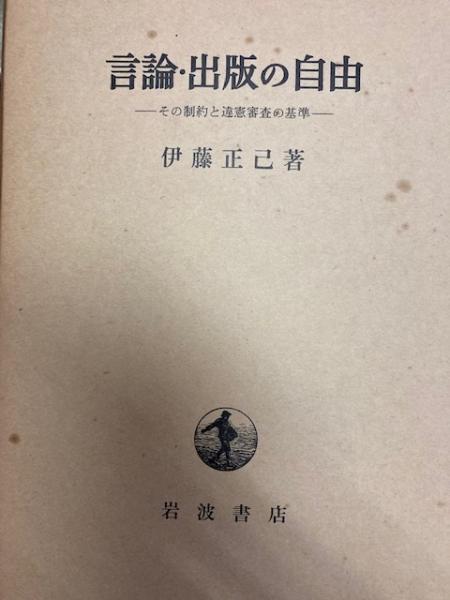 言論・出版の自由
―その制約と違憲審査の基準―
伊藤正己著
岩波書店